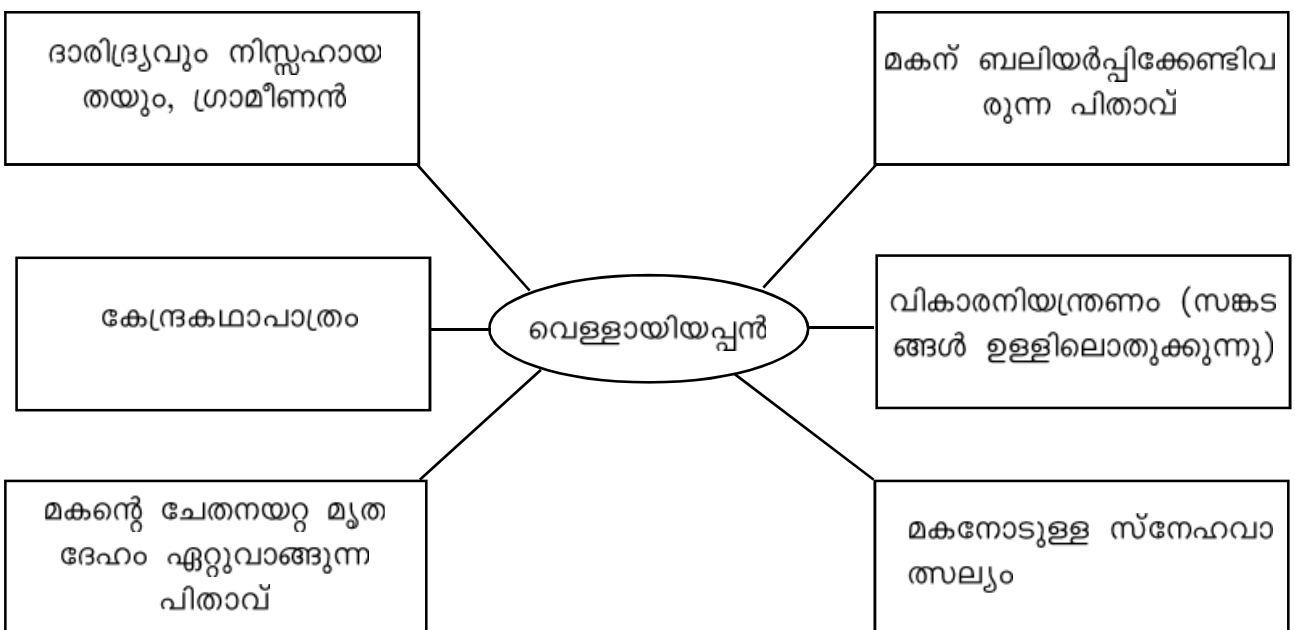 ദാരിദ്ര്യവും നിസ്സഹായ
തയും, ഗ്രാമീണൻ
മകന് ബലിയർപ്പിക്കേണ്ടിവ
രുന്ന പിതാവ്
കേന്ദ്രകഥാപാത്രം
വെള്ളായിയപ്പൻ
വികാരനിയന്ത്രണം (സങ്കട
ങ്ങൾ ഉള്ളിലൊതുക്കുന്നു)
മകന്റെ ചേതനയറ്റ മൃത
ദേഹം ഏറ്റുവാങ്ങുന്ന
പിതാവ്
മകനോടുള്ള സ്നേഹവാ
ത്സല്യം